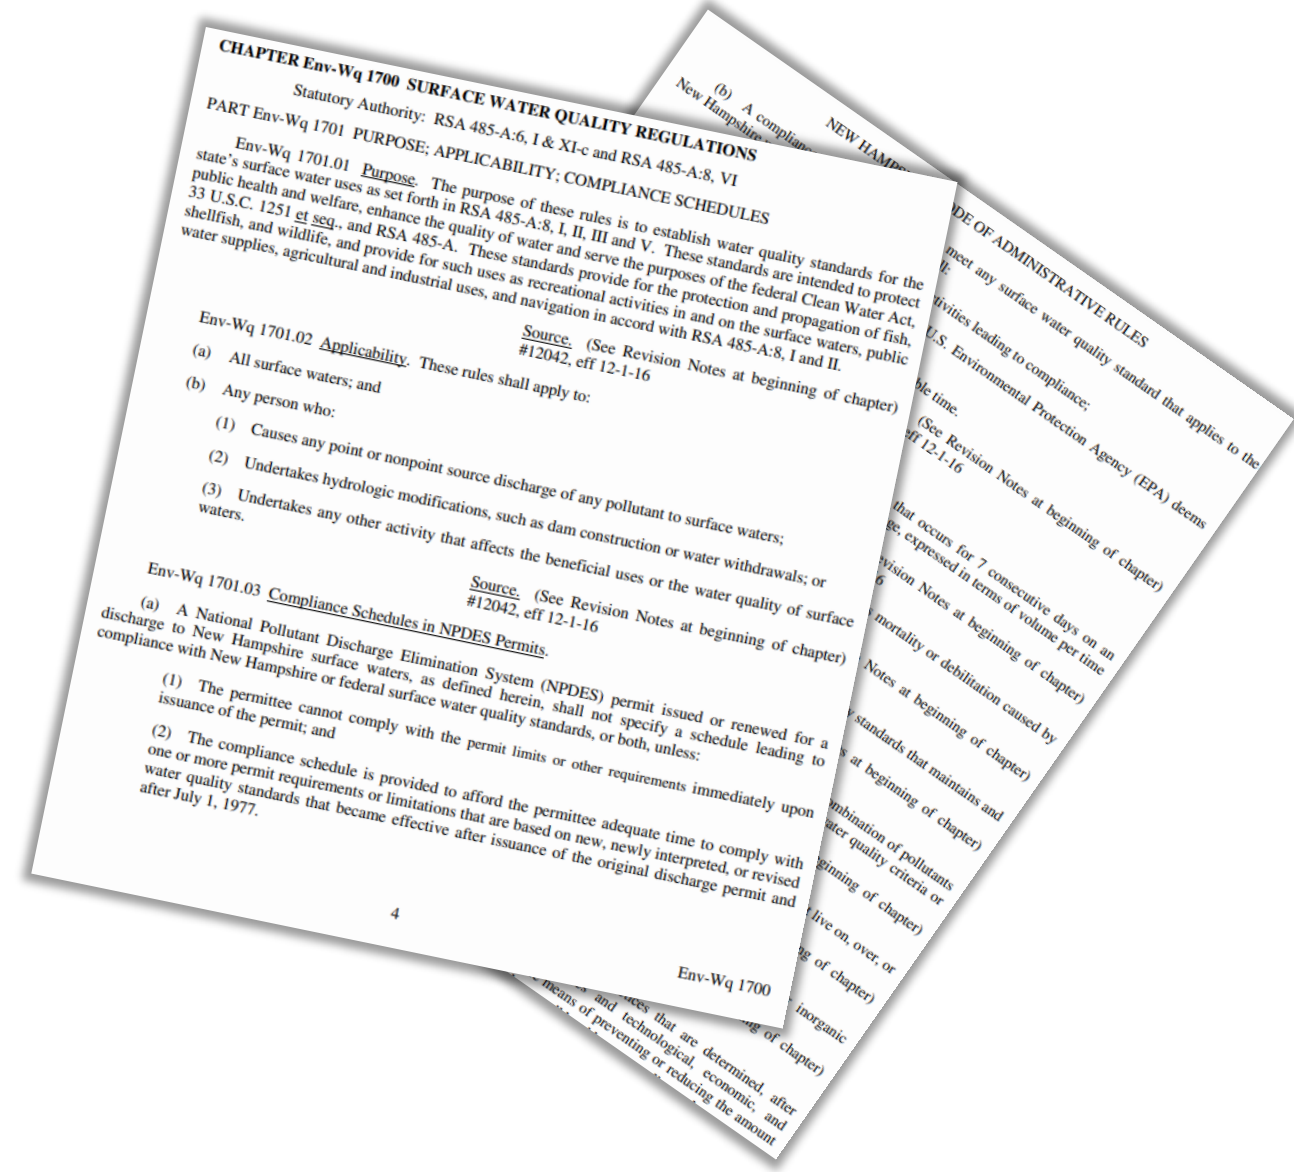 CHAPTER Env-Wq 1700 SURFACE WATER QUALITY REGULATIONS
Statutory Authority: RSA 485-A:6, I & XI-c and RSA 485-A:8, VI
PART Env-Wq 1701 PURPOSE; APPLICABILITY; COMPLIANCE SCHEDULES
Env-Wq 1701.01 Purpose. The purpose of these rules is to establish water quality standards for the
state's surface water uses as set forth in RSA 485-A:8, I, II, III and V. These standards are intended to protect
public health and welfare, enhance the quality of water and serve the purposes of the federal Clean Water Act,
33 U.S.C. 1251 et seq., and RSA 485-A. These standards provide for the protection and propagation of fish,
shellfish, and wildlife, and provide for such uses as recreational activities in and on the surface waters, public
water supplies, agricultural and industrial uses, and navigation in accord with RSA 485-A:8, I and II.
Source. (See Revision Notes at beginning of chapter)
#12042, eff 12-1-16
Env-Wq 1701.02 Applicability. These rules shall apply to:
(a) All surface waters; and
(b) Any person who:
(1) Causes any point or nonpoint source discharge of any pollutant to surface waters;
(2) Undertakes hydrologic modifications, such as dam construction or water withdrawals; or
(3) Undertakes any other activity that affects the beneficial uses or the water quality of surface
waters.
Source. (See Revision Notes at beginning of chapter)
#12042, eff 12-1-16
Env-Wq 1701.03 Compliance Schedules in NPDES Permits.
(a) A National Pollutant Discharge Elimination System (NPDES) permit issued or renewed for a
discharge to New Hampshire surface waters, as defined herein, shall not specify a schedule leading to
compliance with New Hampshire or federal surface water quality standards, or both, unless:
(1) The permittee cannot comply with the permit limits or other requirements immediately upon
issuance of the permit; and
(2) The compliance schedule is provided to afford the permittee adequate time to comply with
one or more permit requirements or limitations that are based on new, newly interpreted, or revised
water quality standards that became effective after issuance of the original discharge permit and
after July 1, 1977.
4
Env-Wq 1700
NEW
OF ADMINISTRATIVE RULES
(b) A
meet any surface water quality standard that applies to the
New Hampshire
leading to compliance;
U.S. Environmental Protection Agency (EPA) deems
time.
(See Revision Notes at beginning of chapter)
eff 12-1-16
that occurs for 7 consecutive days on an
expressed in terms of volume per time
Notes at beginning of chapter)
mortality or debilitation caused by
Notes at beginning of chapter)
standards that maintains and
at beginning of chapter)
of pollutants
quality criteria or
of chapter)
live on, over, or
of chapter)
inorganic
of chapter)
that are determined, after
and technological, economic, and
means of preventing or reducing the amount